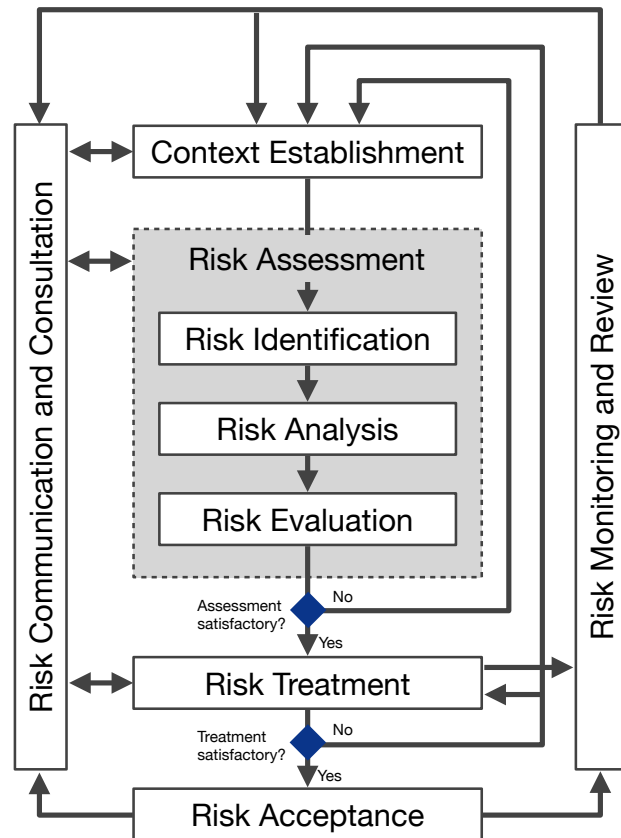 Context Establishment
Risk Communication and Consultation
Risk Monitoring and Review
Risk Assessment
Risk Identification
Risk Analysis
Risk Evaluation
Assessment
satisfactory?
No
Yes
Risk Treatment
Treatment
satisfactory?
No
Yes
Risk Acceptance